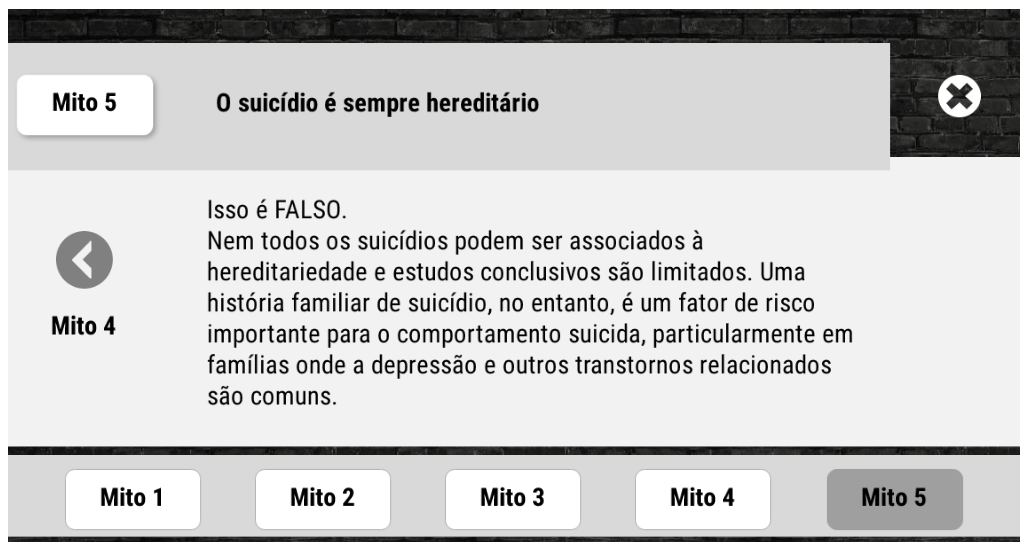 Mito 5
O suicídio é sempre hereditário
Isso é FALSO.
Nem todos os suicídios podem ser associados à
hereditariedade e estudos conclusivos são limitados. Uma
história familiar de suicídio, no entanto, é um fator de risco
importante para o comportamento suicida, particularmente em
famílias onde a depressão e outros transtornos relacionados
são comuns.
Mito 4
Mito 1
Mito 2
Mito 3
Mito 4
Mito 5